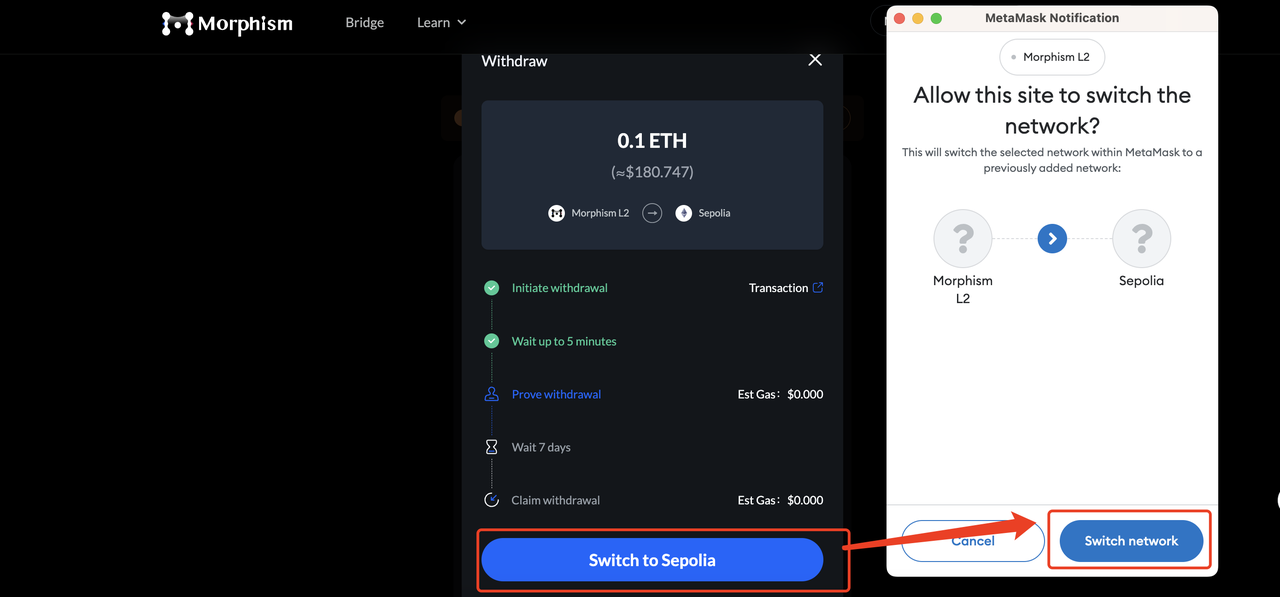 Morphism
Bridge
Learn
Withdraw
0.1 ETH
(≈$180.747)
Morphism L2
Sepolia
Initiate withdrawal
Transaction
Wait up to 5 minutes
Prove withdrawal
Est Gas: $0.000
Wait 7 days
Claim withdrawal
Est Gas: $0.000
Switch to Sepolia
MetaMask Notification
Morphism L2
Allow this site to switch the
network?
This will switch the selected network within MetaMask to a
previously added network:
?
?
Morphism
L2
Sepolia
Cancel
Switch network